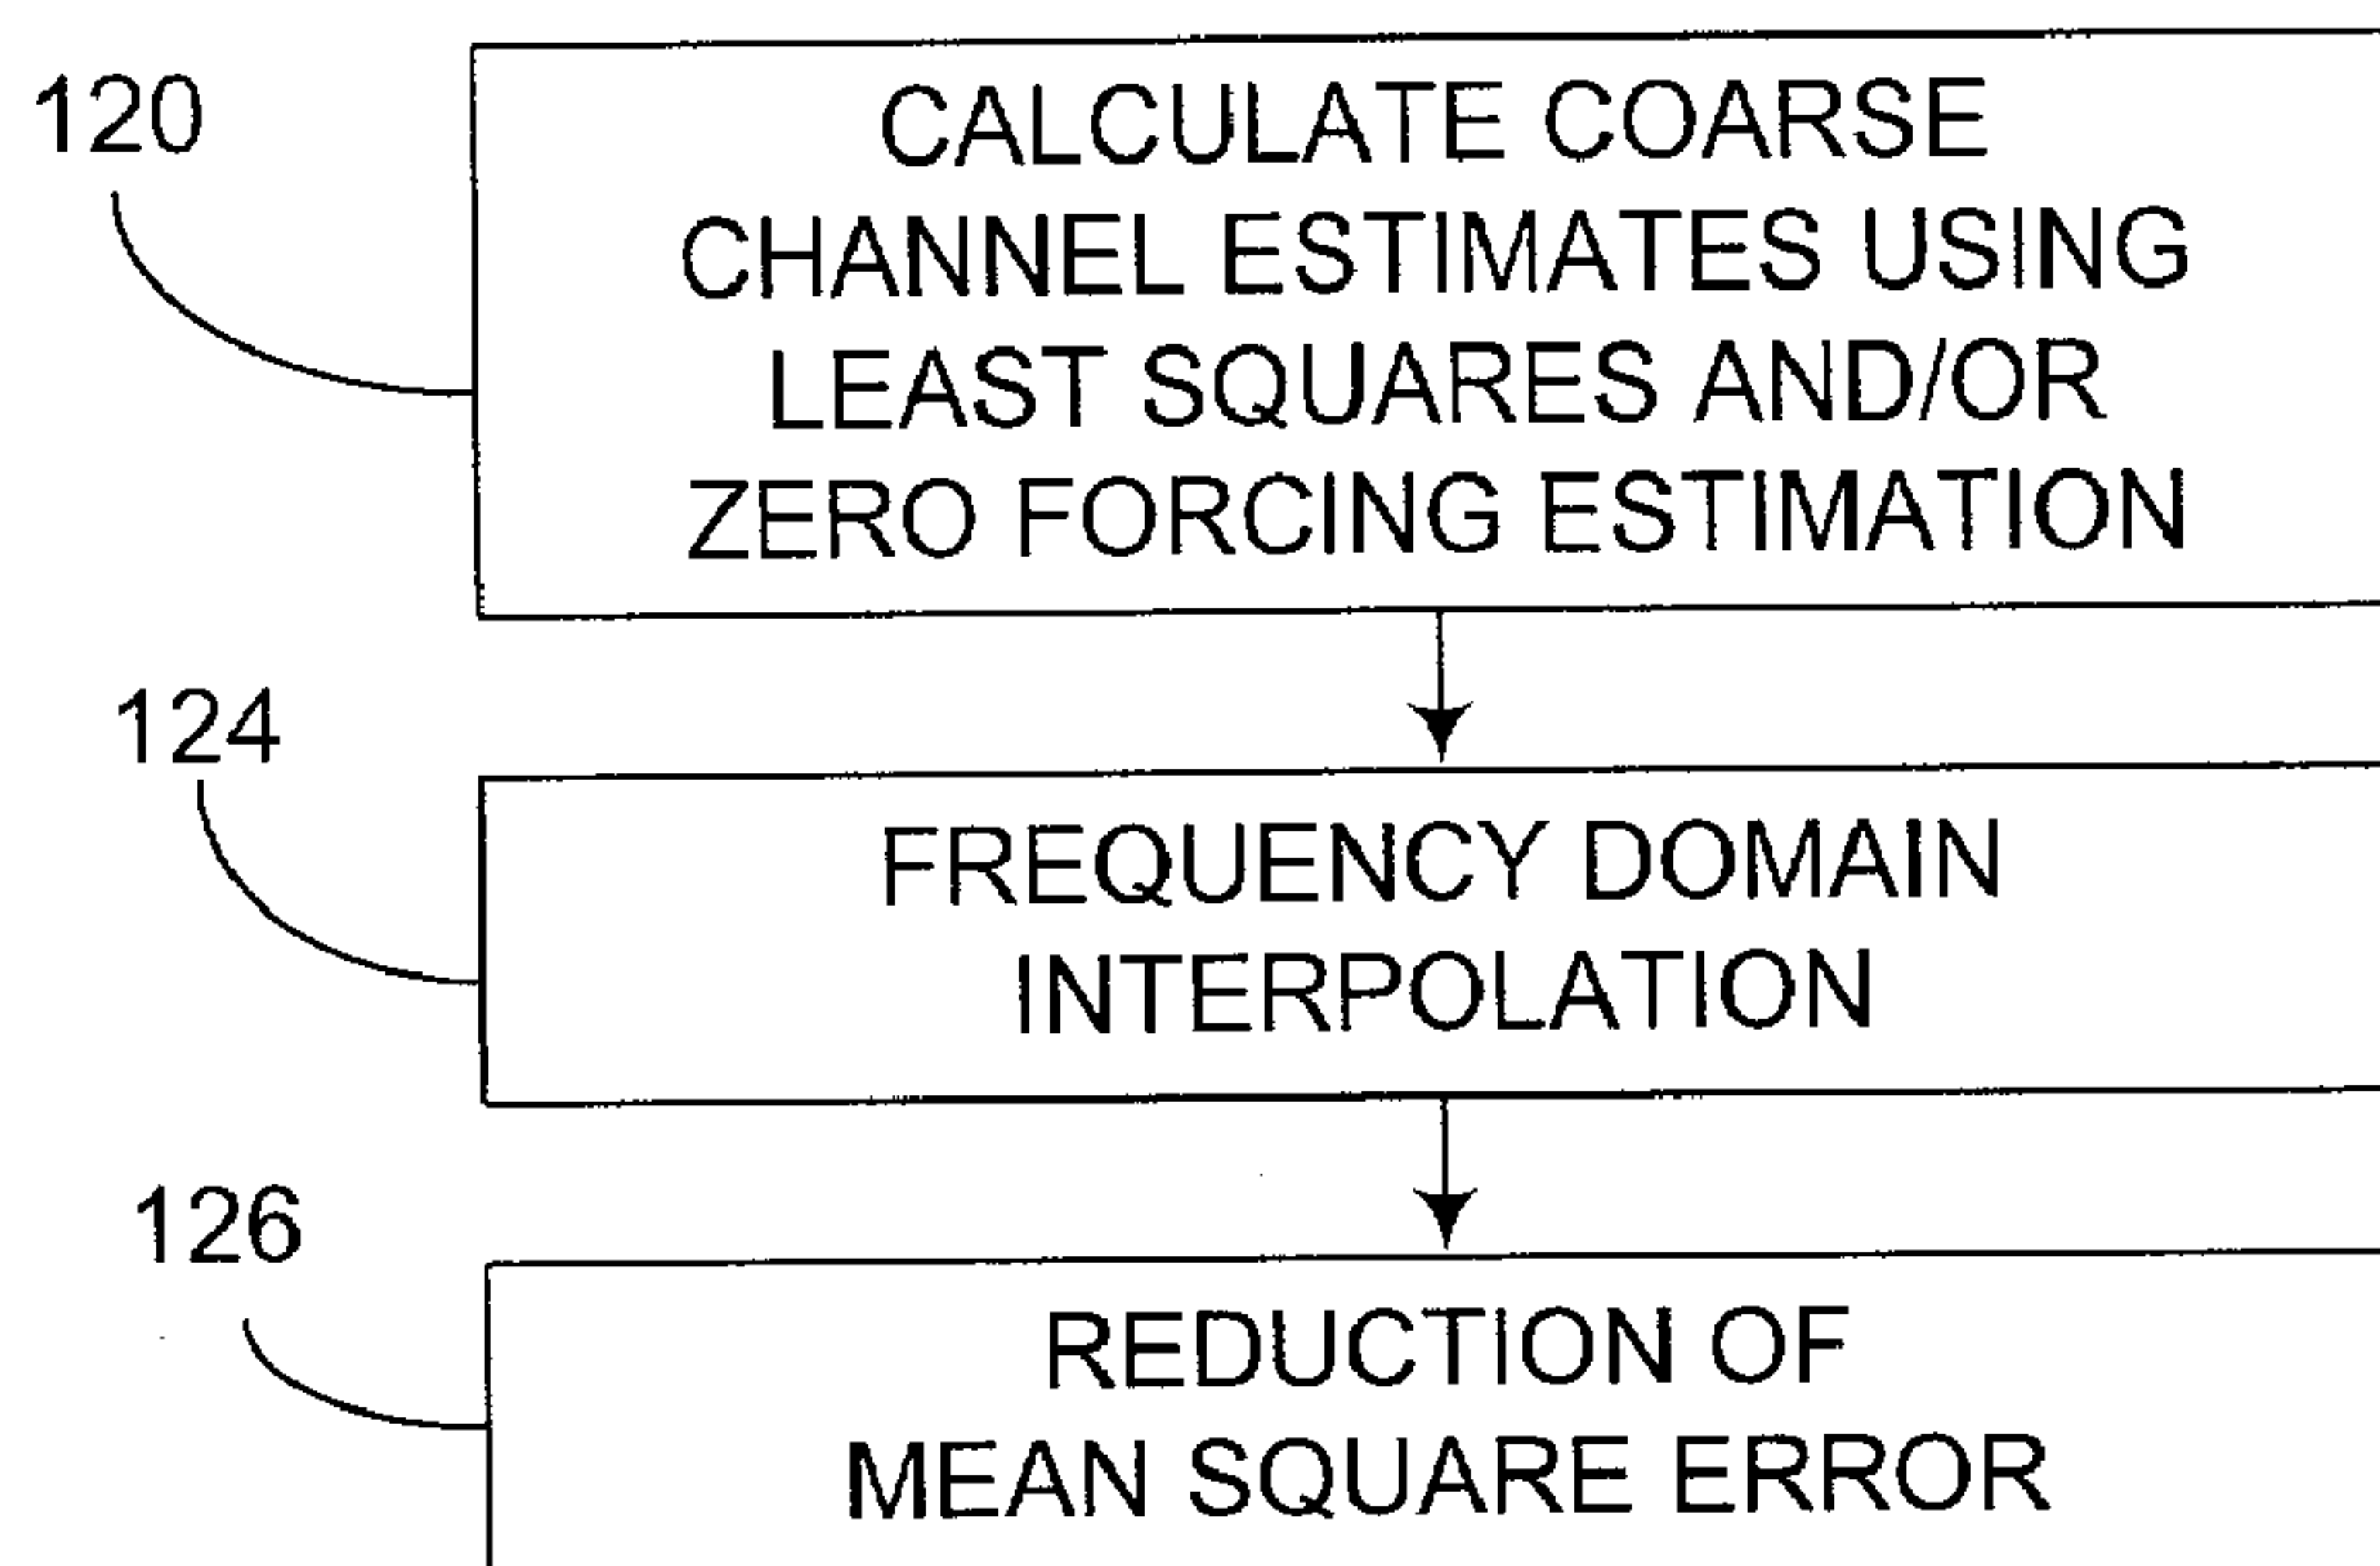 120
CALCULATE COARSE
CHANNEL ESTIMATES USING
LEAST SQUARES AND/OR
ZERO FORCING ESTIMATION
124
FREQUENCY DOMAIN
INTERPOLATION
126
REDUCTION OF
MEAN SQUARE ERROR